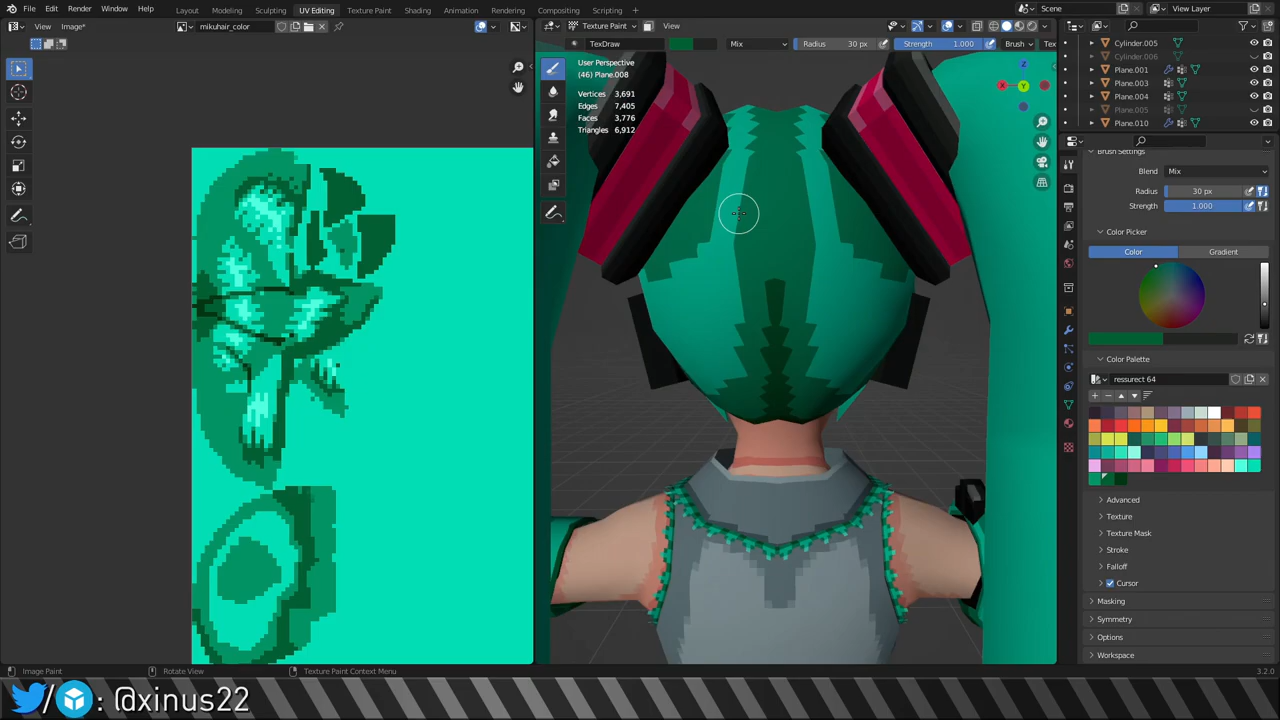 File Edit Render Window Help Layout Modeling Sculpting UV Editing Texture Paint Shading Animation Rendering Compositing Scripting Scene View Layer
View Image* mikuhair_color Texture Paint View
TexDraw Mix Radius 30 px Strength 1.000 Brush Tex
User Perspective
(46) Plane.008
Vertices 3,691
Edges 7,405
Faces 3,776
Triangles 6,912
X Y Z
Cylinder.005
Cylinder.006
Plane.001
Plane.003
Plane.004
Plane.005
Plane.010
Brush Settings
Blend Mix
Radius 30 px
Strength 1.000
Color Picker
Color Gradient
Color Palette
ressurect 64
Advanced
Texture
Texture Mask
Stroke
Falloff
Cursor
Masking
Symmetry
Options
Workspace
Image Paint Rotate View Texture Paint Context Menu 3.2.0
/ : @xinus22